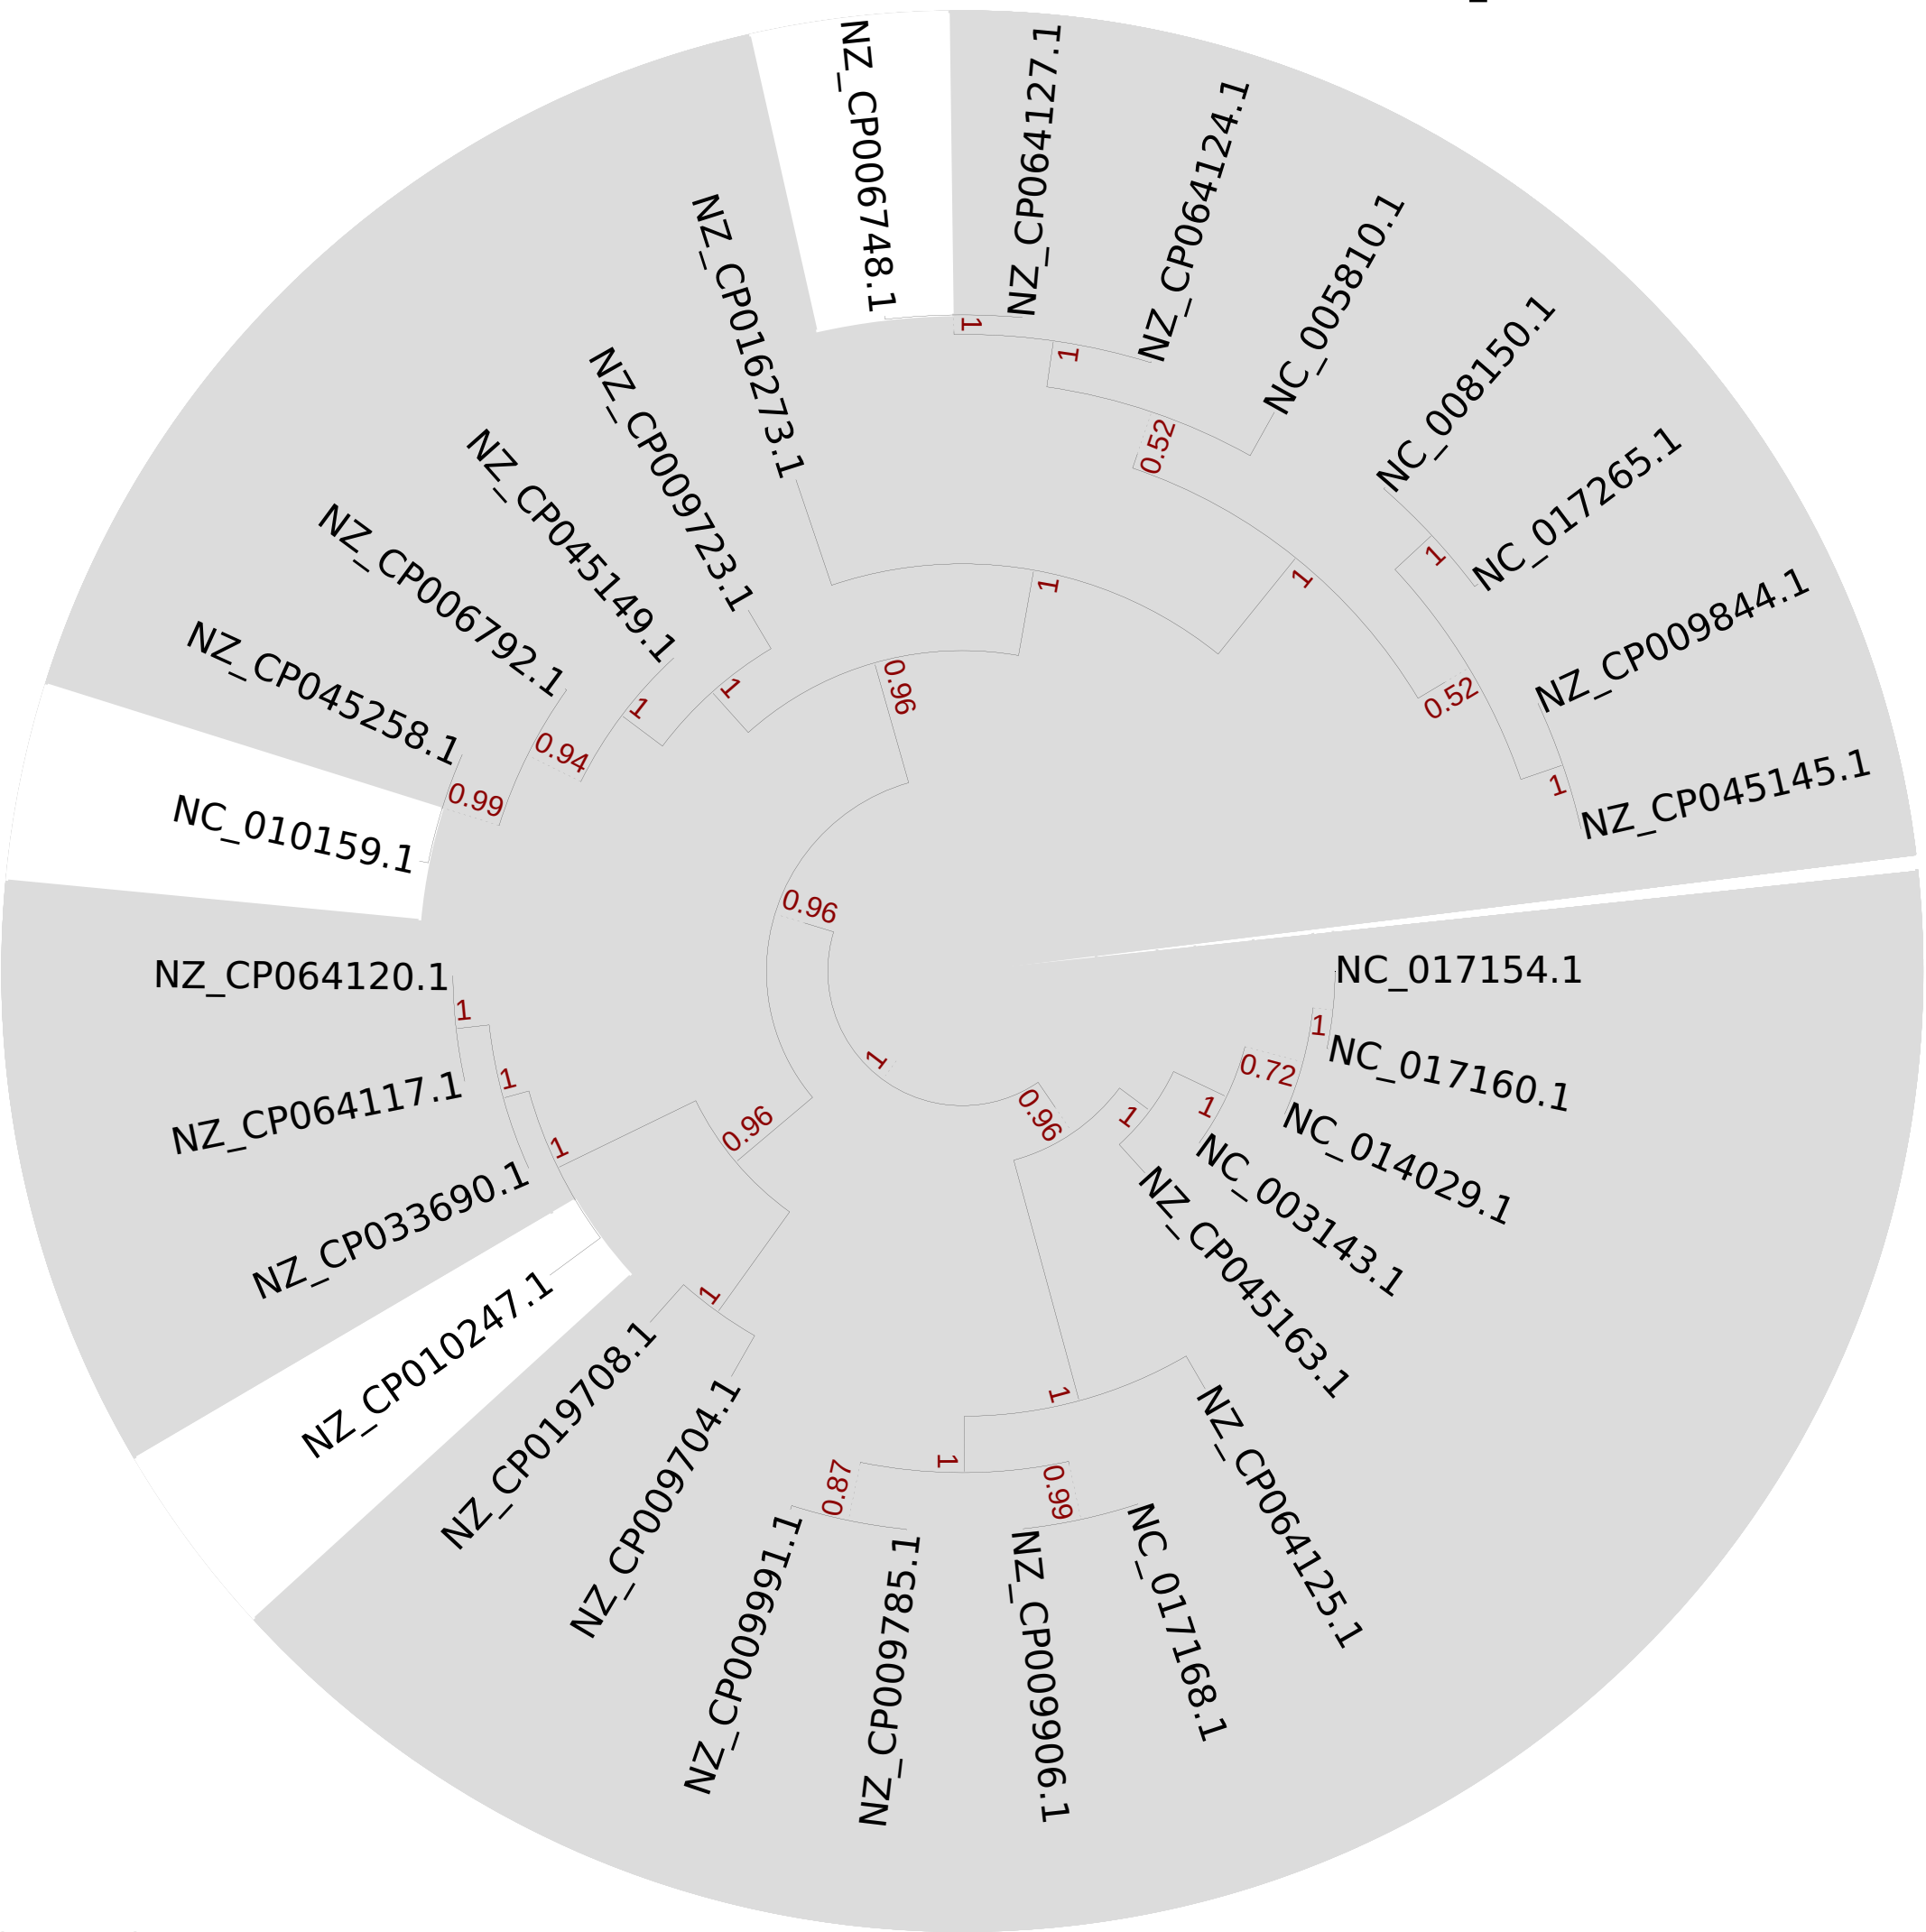 NZ_CP006748.1
NZ_CP064127.1
NZ_CP064124.1
NC_005810.1
NC_008150.1
NC_017265.1
NZ_CP009844.1
NZ_CP045145.1
NC_017154.1
NC_017160.1
NC_014029.1
NC_003143.1
NZ_CP045163.1
NZ_CP064125.1
NC_017168.1
NZ_CP009906.1
NZ_CP009785.1
NZ_CP009991.1
NZ_CP009704.1
NZ_CP019708.1
NZ_CP010247.1
NZ_CP033690.1
NZ_CP064117.1
NZ_CP064120.1
NC_010159.1
NZ_CP045258.1
NZ_CP006792.1
NZ_CP045149.1
NZ_CP009723.1
NZ_CP016273.1
1
1
0.52
1
1
0.52
1
1
0.96
1
1
0.94
0.99
0.96
1
0.96
1
0.72
1
1
1
1
0.99
0.87
0.96
1
1
1
1